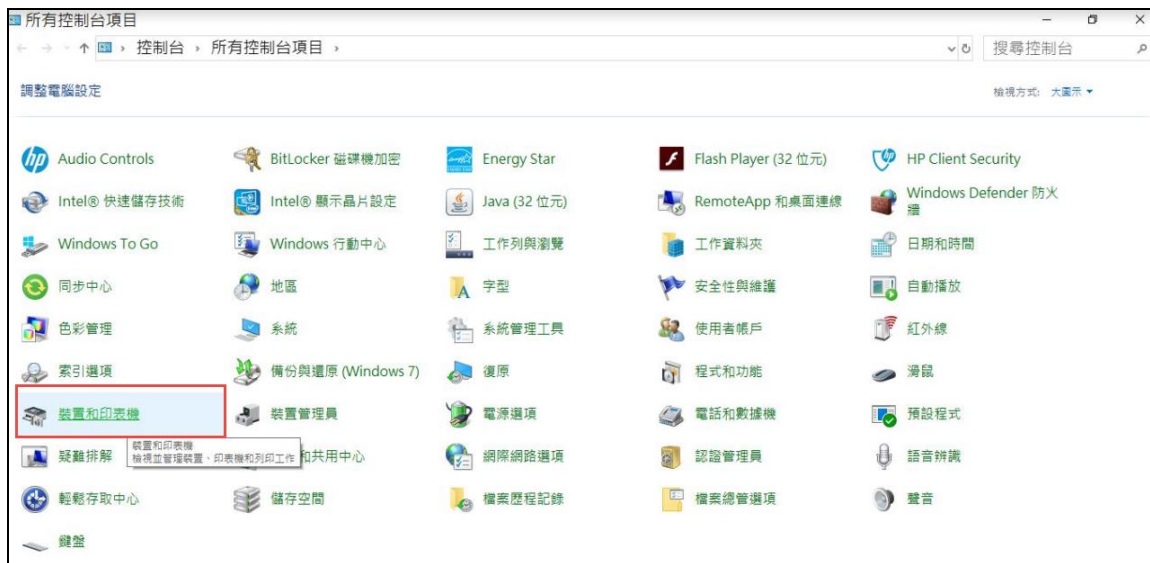 所有控制台項目
控制台 › 所有控制台項目 ›
搜尋控制台
調整電腦設定
檢視方式: 大圖示
Audio Controls
BitLocker 磁碟機加密
Energy Star
Flash Player (32 位元)
HP Client Security
Intel® 快速儲存技術
Intel® 顯示晶片設定
Java (32 位元)
RemoteApp 和桌面連線
Windows Defender 防火
牆
Windows To Go
Windows 行動中心
工作列與瀏覽
工作資料夾
日期和時間
同步中心
地區
字型
安全性與維護
自動播放
色彩管理
系統
系統管理工具
使用者帳戶
紅外線
索引選項
備份與還原 (Windows 7)
復原
程式和功能
滑鼠
裝置和印表機
裝置管理員
電源選項
電話和數據機
預設程式
裝置和印表機
檢視並管理裝置、印表機和列印工作
疑難排解
和共用中心
網際網路選項
認證管理員
語音辨識
輕鬆存取中心
儲存空間
檔案歷程記錄
檔案總管選項
聲音
鍵盤